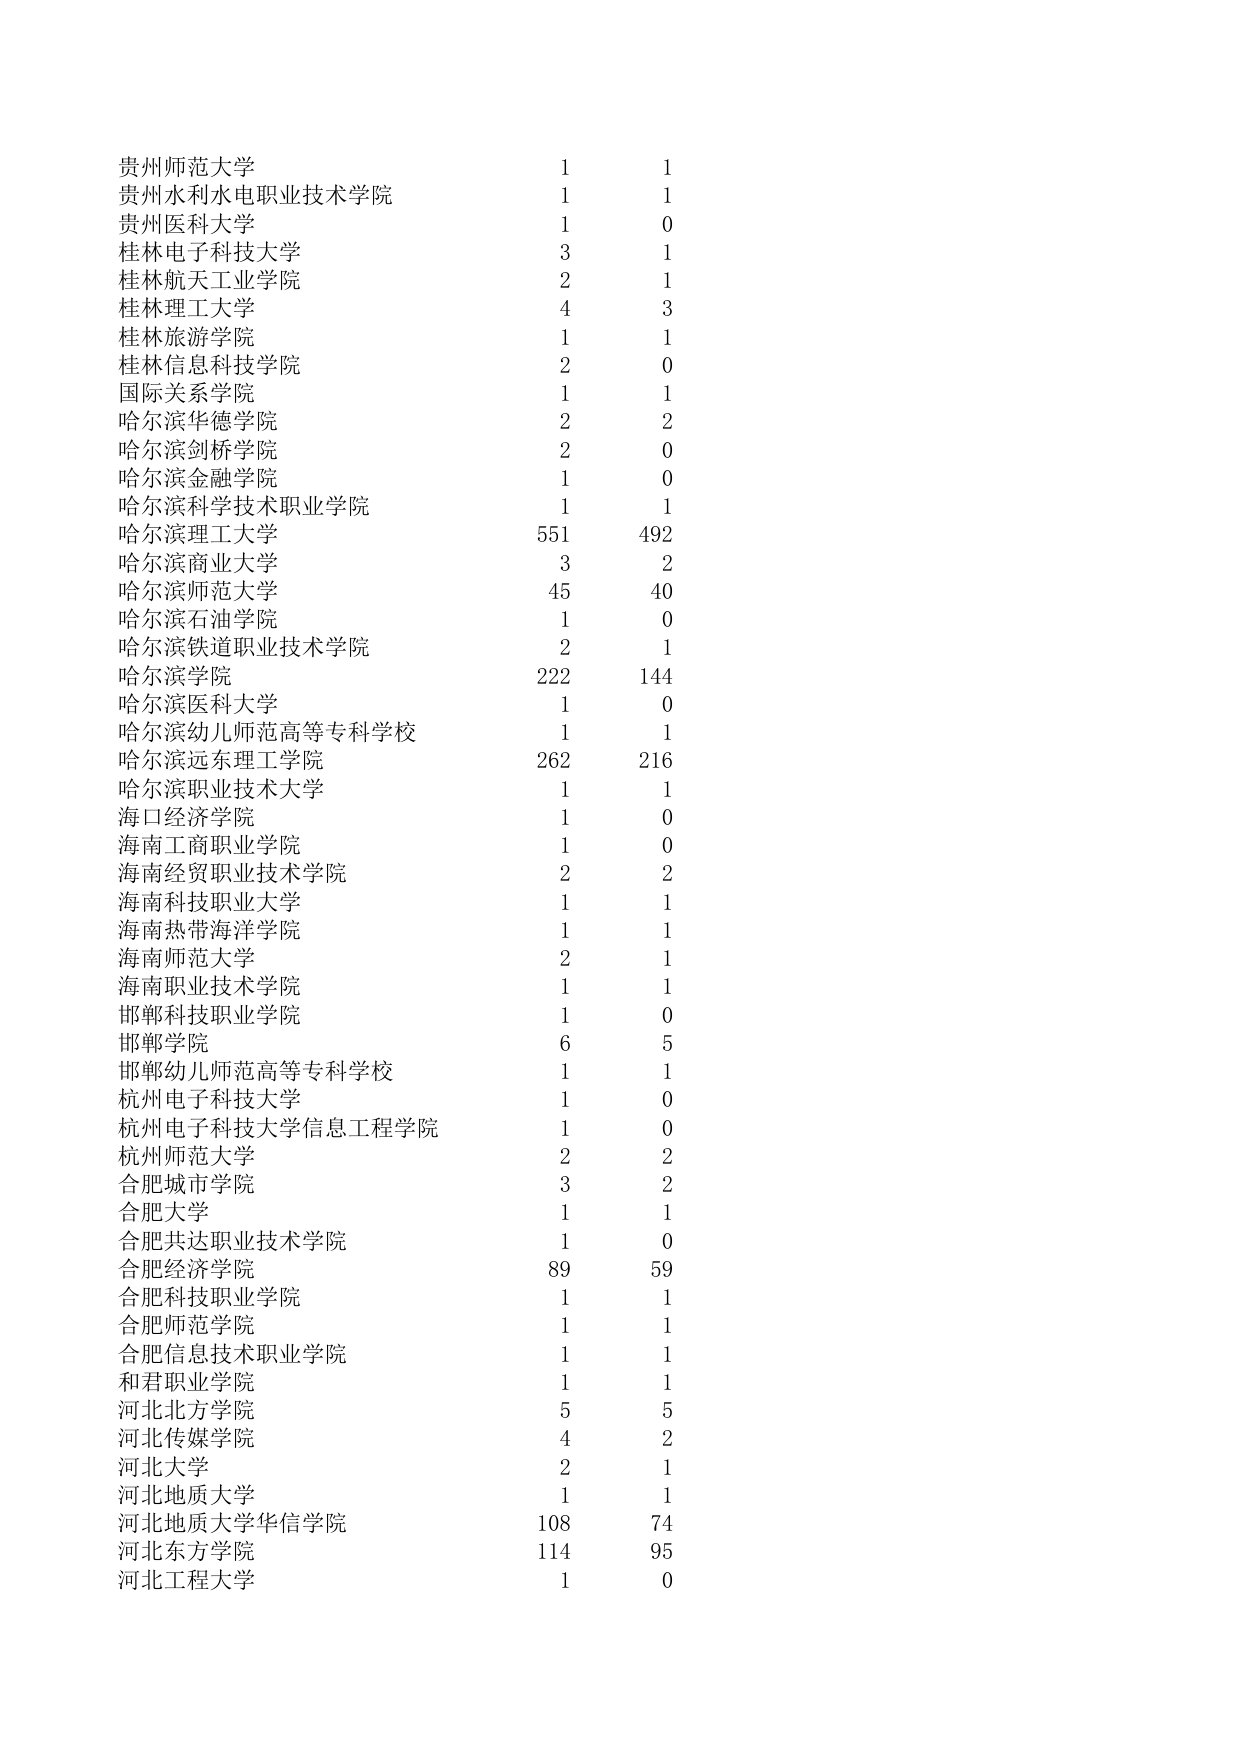 贵州师范大学 1 1
贵州水利水电职业技术学院 1 1
贵州医科大学 1 0
桂林电子科技大学 3 1
桂林航天工业学院 2 1
桂林理工大学 4 3
桂林旅游学院 1 1
桂林信息科技学院 2 0
国际关系学院 1 1
哈尔滨华德学院 2 2
哈尔滨剑桥学院 2 0
哈尔滨金融学院 1 0
哈尔滨科学技术职业学院 1 1
哈尔滨理工大学 551 492
哈尔滨商业大学 3 2
哈尔滨师范大学 45 40
哈尔滨石油学院 1 0
哈尔滨铁道职业技术学院 2 1
哈尔滨学院 222 144
哈尔滨医科大学 1 0
哈尔滨幼儿师范高等专科学校 1 1
哈尔滨远东理工学院 262 216
哈尔滨职业技术大学 1 1
海口经济学院 1 0
海南工商职业学院 1 0
海南经贸职业技术学院 2 2
海南科技职业大学 1 1
海南热带海洋学院 1 1
海南师范大学 2 1
海南职业技术学院 1 1
邯郸科技职业学院 1 0
邯郸学院 6 5
邯郸幼儿师范高等专科学校 1 1
杭州电子科技大学 1 0
杭州电子科技大学信息工程学院 1 0
杭州师范大学 2 2
合肥城市学院 3 2
合肥大学 1 1
合肥共达职业技术学院 1 0
合肥经济学院 89 59
合肥科技职业学院 1 1
合肥师范学院 1 1
合肥信息技术职业学院 1 1
和君职业学院 1 1
河北北方学院 5 5
河北传媒学院 4 2
河北大学 2 1
河北地质大学 1 1
河北地质大学华信学院 108 74
河北东方学院 114 95
河北工程大学 1 0